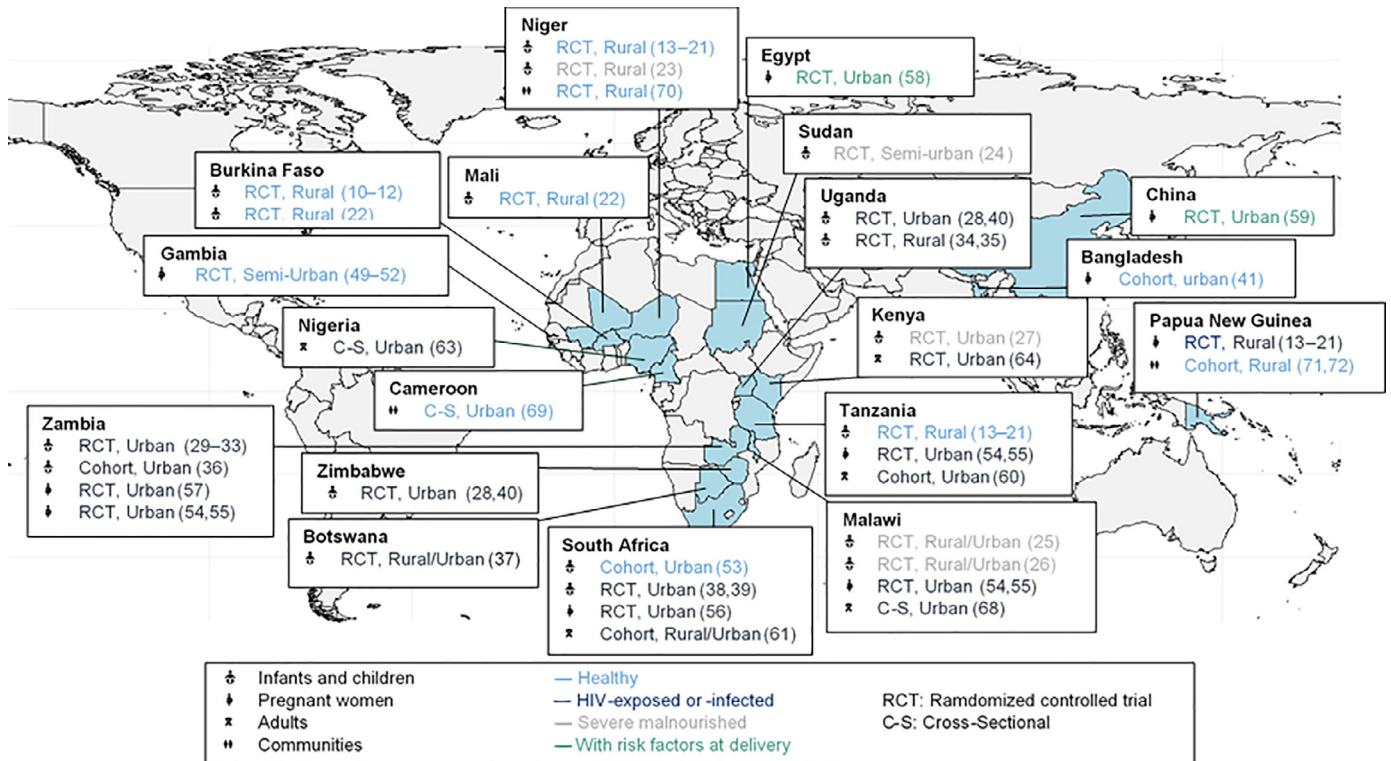 Niger
RCT, Rural (13–21)
RCT, Rural (23)
RCT, Rural (70)
Egypt
RCT, Urban (58)
Sudan
RCT, Semi-urban (24)
Burkina Faso
RCT, Rural (10–12)
RCT, Rural (22)
Mali
RCT, Rural (22)
Uganda
RCT, Urban (28,40)
RCT, Rural (34,35)
China
RCT, Urban (59)
Gambia
RCT, Semi-Urban (49–52)
Bangladesh
Cohort, urban (41)
Nigeria
C-S, Urban (63)
Kenya
RCT, Urban (27)
RCT, Urban (64)
Papua New Guinea
RCT, Rural (13–21)
Cohort, Rural (71,72)
Cameroon
C-S, Urban (69)
Zambia
RCT, Urban (29–33)
Cohort, Urban (36)
RCT, Urban (57)
RCT, Urban (54,55)
Zimbabwe
RCT, Urban (28,40)
Tanzania
RCT, Rural (13–21)
RCT, Urban (54,55)
Cohort, Urban (60)
Botswana
RCT, Rural/Urban (37)
South Africa
Cohort, Urban (53)
RCT, Urban (38,39)
RCT, Urban (56)
Cohort, Rural/Urban (61)
Malawi
RCT, Rural/Urban (25)
RCT, Rural/Urban (26)
RCT, Urban (54,55)
C-S, Urban (68)
Infants and children
Pregnant women
Adults
Communities
Healthy
HIV-exposed or -infected
Severe malnourished
With risk factors at delivery
RCT: Ramdomized controlled trial
C-S: Cross-Sectional